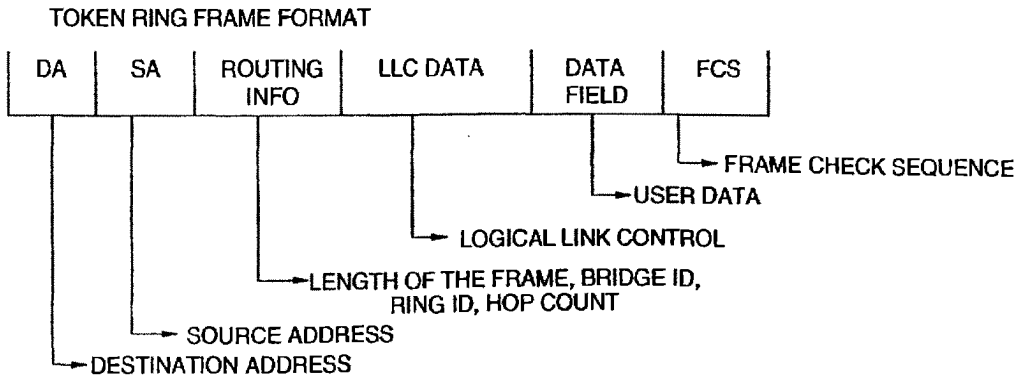 TOKEN RING FRAME FORMAT
DA SA ROUTING INFO LLC DATA DATA FIELD FCS
FRAME CHECK SEQUENCE
USER DATA
LOGICAL LINK CONTROL
LENGTH OF THE FRAME, BRIDGE ID,
RING ID, HOP COUNT
SOURCE ADDRESS
DESTINATION ADDRESS